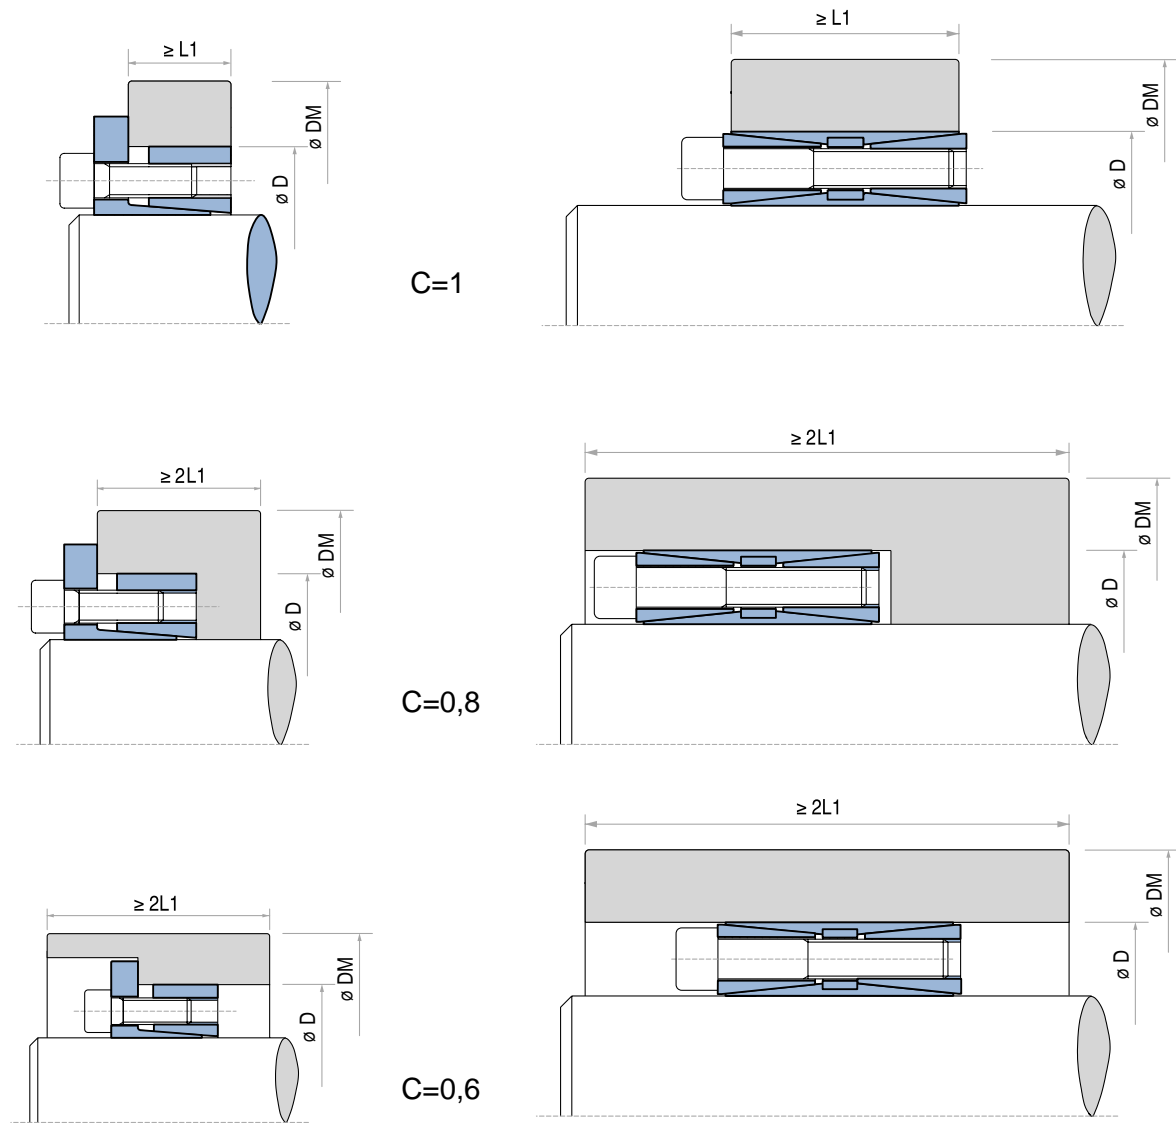 ≥ L1
ø DM
ø D
≥ L1
ø DM
ø D
C=1
≥ 2L1
ø DM
ø D
≥ 2L1
ø DM
ø D
C=0,8
≥ 2L1
ø DM
ø D
≥ 2L1
ø DM
ø D
C=0,6